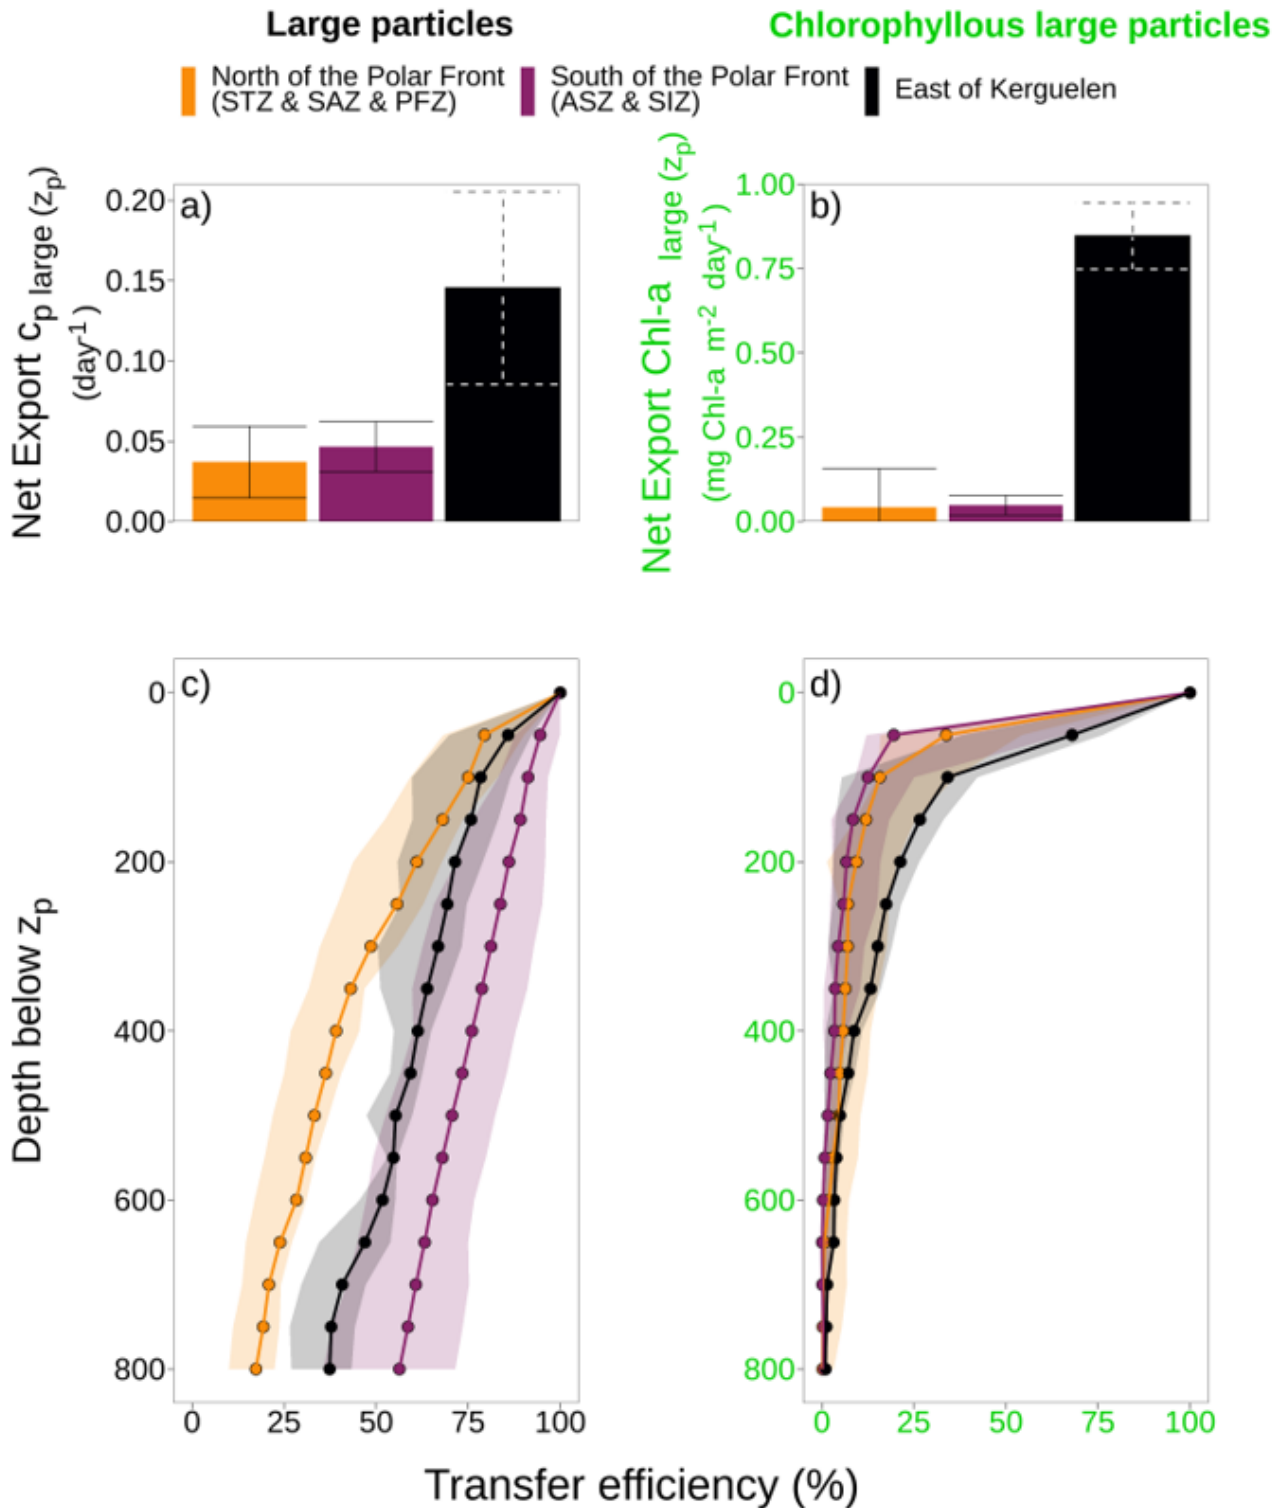 Large particles
Chlorophyllous large particles
North of the Polar Front
(STZ & SAZ & PFZ)
South of the Polar Front
(ASZ & SIZ)
East of Kerguelen
Net Export cp large (zp)
(day-1)
0.20
0.15
0.10
0.05
0.00
a)
Net Export Chl-a large (zp)
(mg Chl-a m-2 day-1)
1.00
0.75
0.50
0.25
0.00
b)
Depth below zp
0
200
400
600
800
c)
0
25
50
75
100
0
200
400
600
800
d)
0
25
50
75
100
Transfer efficiency (%)